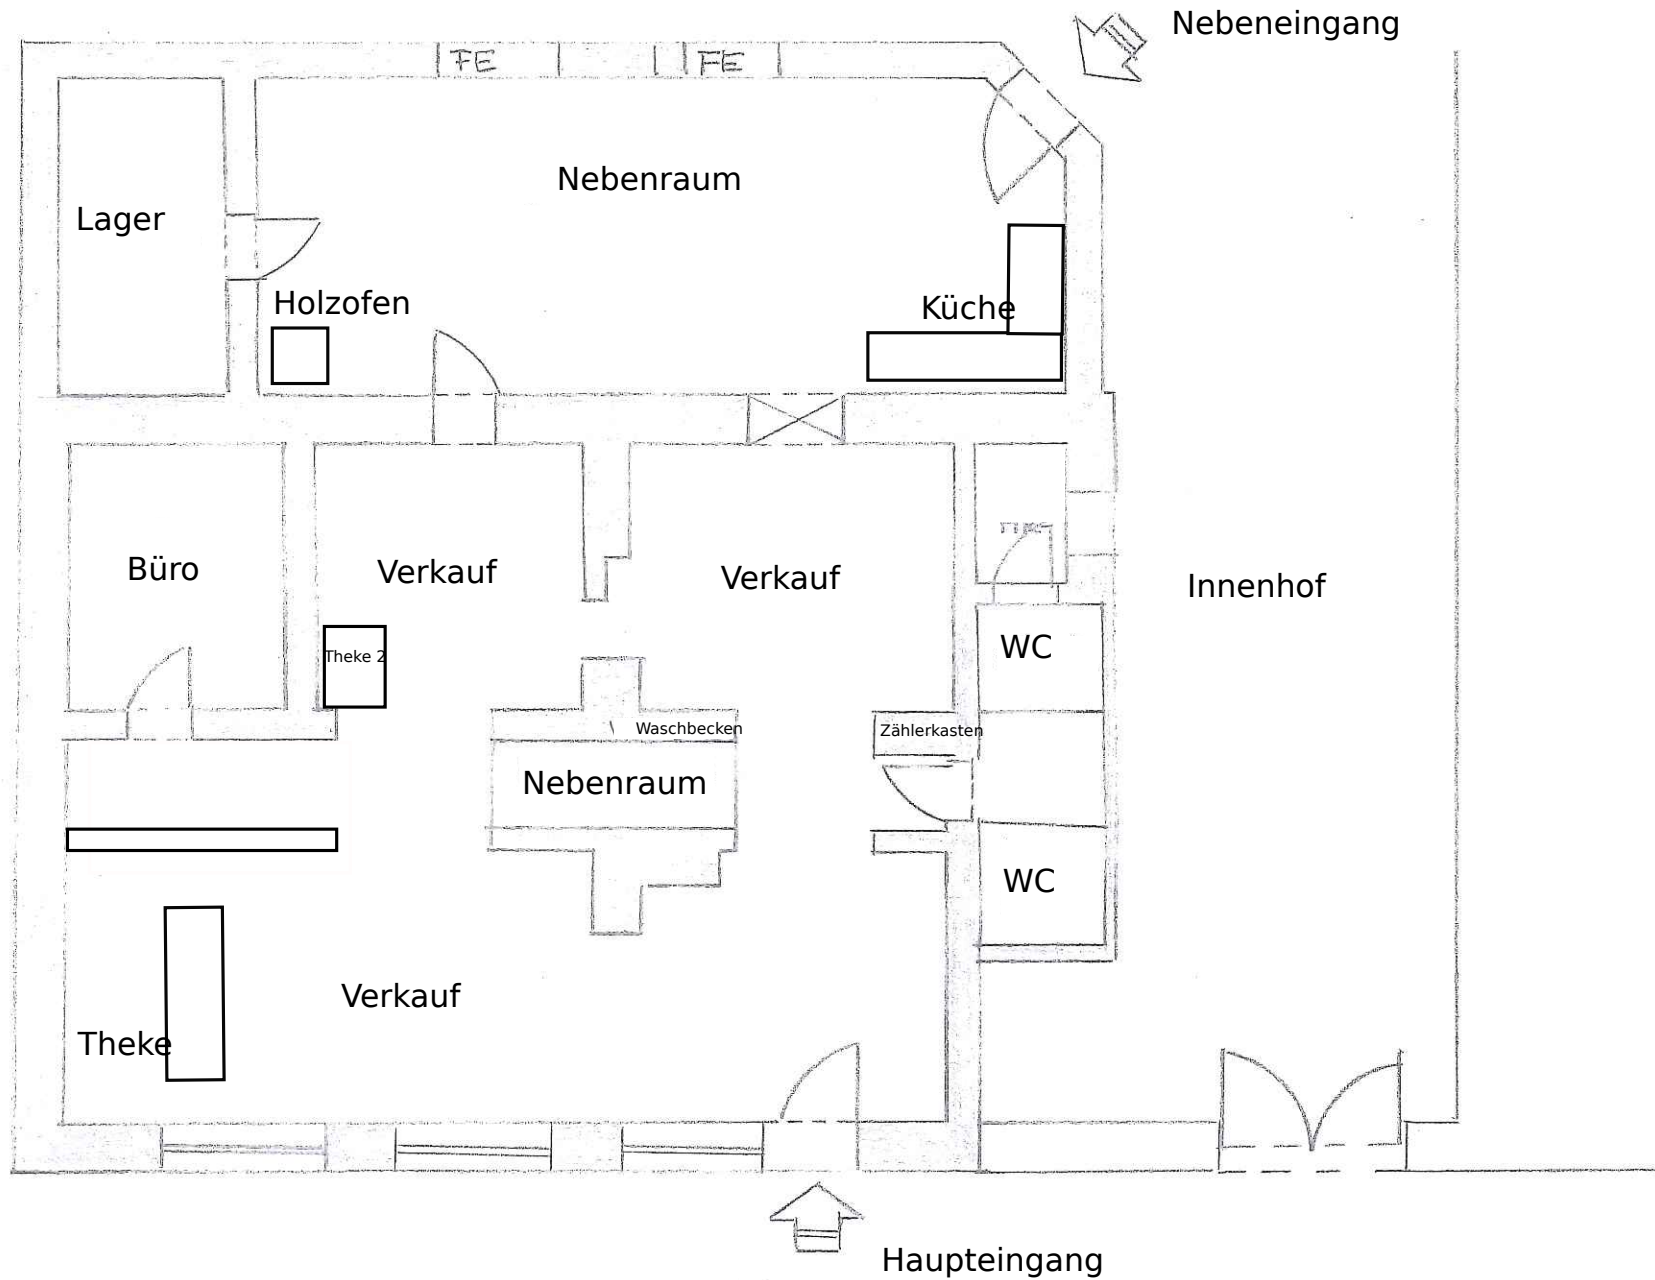 Nebeneingang
FE
FE
Nebenraum
Lager
Holzofen
Küche
Büro
Verkauf
Verkauf
Innenhof
WC
Theke 2
Waschbecken
Zählerkasten
Nebenraum
WC
Verkauf
Theke
Haupteingang